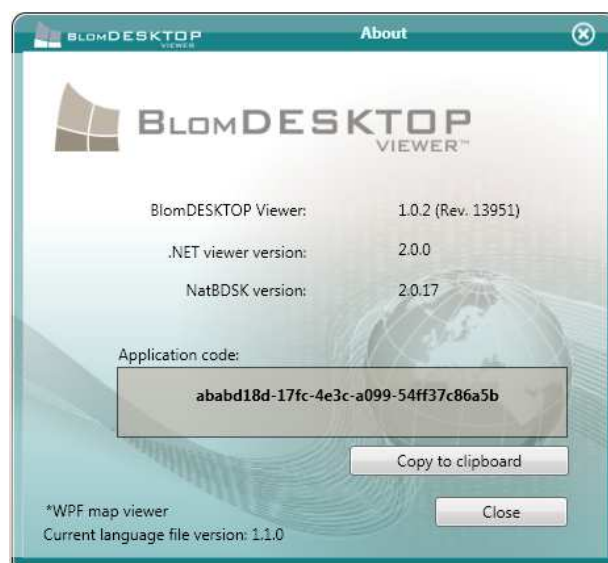 BLOMDESKTOP
VIEWER
About
BLOMDESKTOP
VIEWER™
BlomDESKTOP Viewer: 1.0.2 (Rev. 13951)
.NET viewer version: 2.0.0
NatBDSK version: 2.0.17
Application code:
ababd18d-17fc-4e3c-a099-54ff37c86a5b
Copy to clipboard
*WPF map viewer
Close
Current language file version: 1.1.0